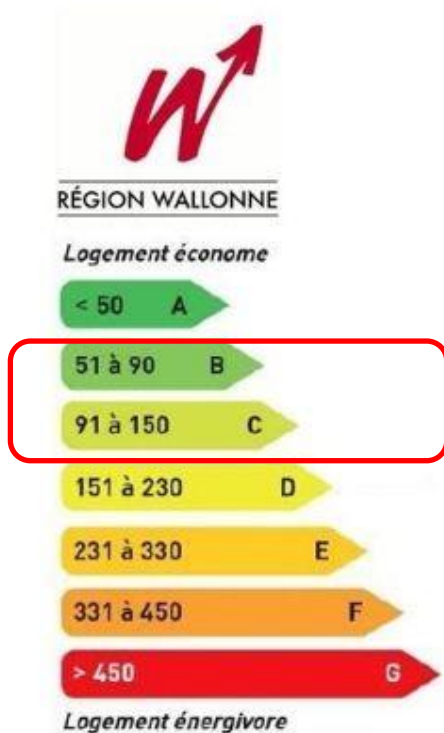 RÉGION WALLONNE
Logement économe
< 50 A
51 à 90 B
91 à 150 C
151 à 230 D
231 à 330 E
331 à 450 F
> 450 G
Logement énergivore